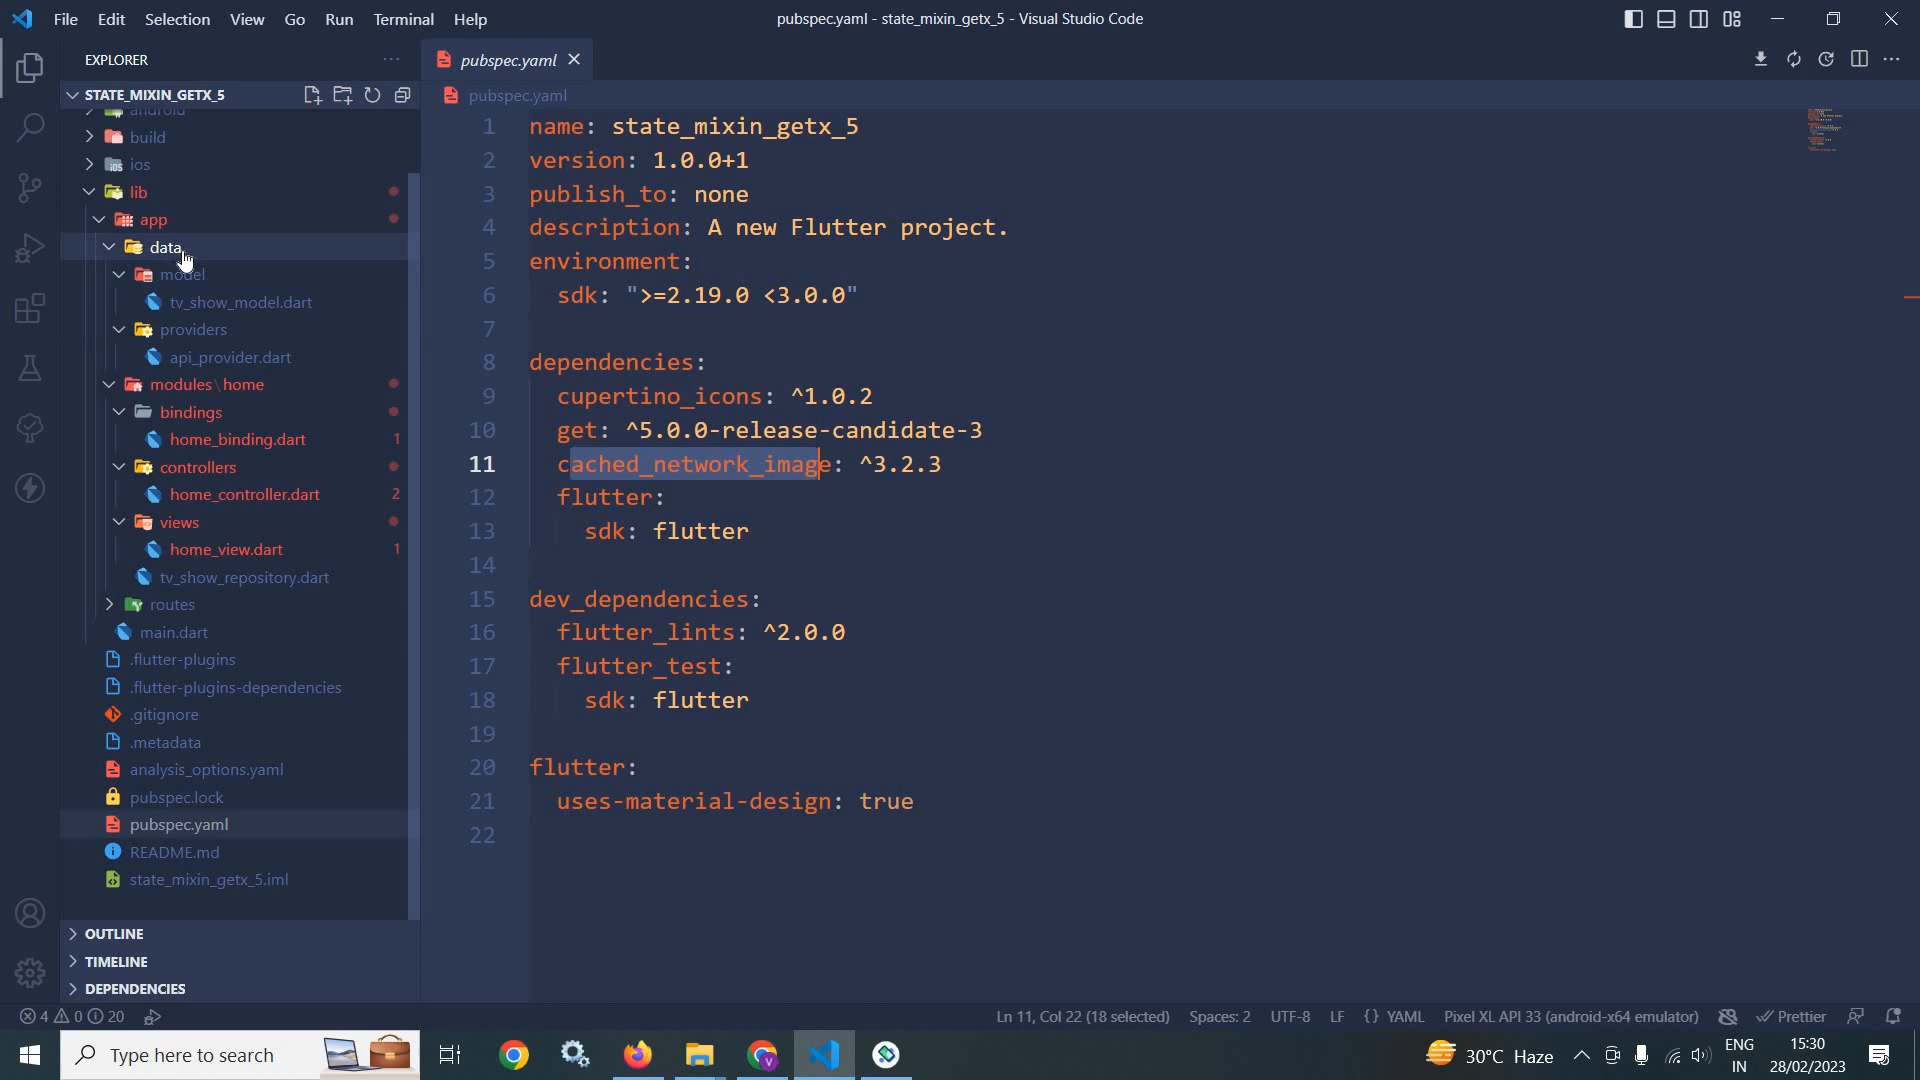 File Edit Selection View Go Run Terminal Help
pubspec.yaml - state_mixin_getx_5 - Visual Studio Code
EXPLORER
STATE_MIXIN_GETX_5
android
build
ios
lib
app
data
model
tv_show_model.dart
providers
api_provider.dart
modules\home
bindings
home_binding.dart 1
controllers
home_controller.dart 2
views
home_view.dart 1
tv_show_repository.dart
routes
main.dart
.flutter-plugins
.flutter-plugins-dependencies
.gitignore
.metadata
analysis_options.yaml
pubspec.lock
pubspec.yaml
README.md
state_mixin_getx_5.iml
OUTLINE
TIMELINE
DEPENDENCIES
pubspec.yaml
pubspec.yaml
1 name: state_mixin_getx_5
2 version: 1.0.0+1
3 publish_to: none
4 description: A new Flutter project.
5 environment:
6 sdk: ">=2.19.0 <3.0.0"
7
8 dependencies:
9 cupertino_icons: ^1.0.2
10 get: ^5.0.0-release-candidate-3
11 cached_network_image: ^3.2.3
12 flutter:
13 sdk: flutter
14
15 dev_dependencies:
16 flutter_lints: ^2.0.0
17 flutter_test:
18 sdk: flutter
19
20 flutter:
21 uses-material-design: true
22
4 0 20
Ln 11, Col 22 (18 selected) Spaces: 2 UTF-8 LF {} YAML Pixel XL API 33 (android-x64 emulator) Prettier
Type here to search
30°C Haze
ENG
IN
15:30
28/02/2023